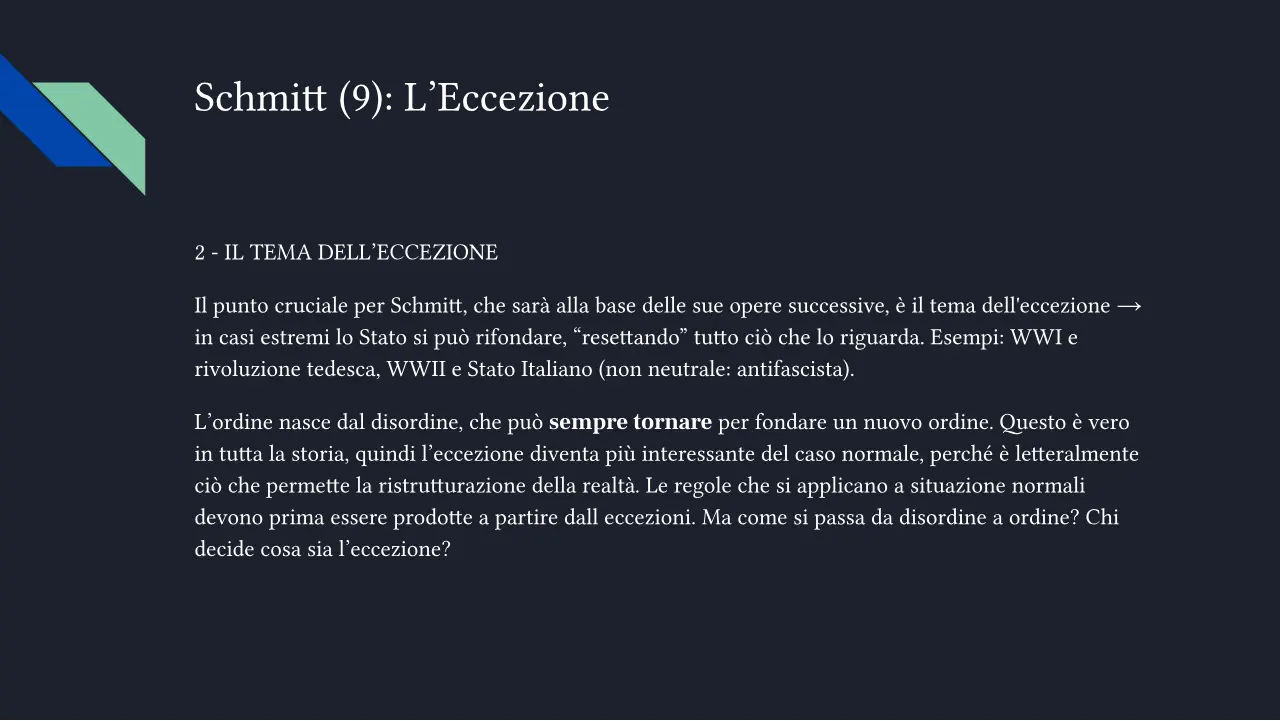 Schmitt (9): L’Eccezione
2 - IL TEMA DELL’ECCEZIONE
Il punto cruciale per Schmitt, che sarà alla base delle sue opere successive, è il tema dell'eccezione ⟶
in casi estremi lo Stato si può rifondare, “resettando” tutto ciò che lo riguarda. Esempi: WWI e
rivoluzione tedesca, WWII e Stato Italiano (non neutrale: antifascista).
L’ordine nasce dal disordine, che può sempre tornare per fondare un nuovo ordine. Questo è vero
in tutta la storia, quindi l’eccezione diventa più interessante del caso normale, perché è letteralmente
ciò che permette la ristrutturazione della realtà. Le regole che si applicano a situazione normali
devono prima essere prodotte a partire dall eccezioni. Ma come si passa da disordine a ordine? Chi
decide cosa sia l’eccezione?